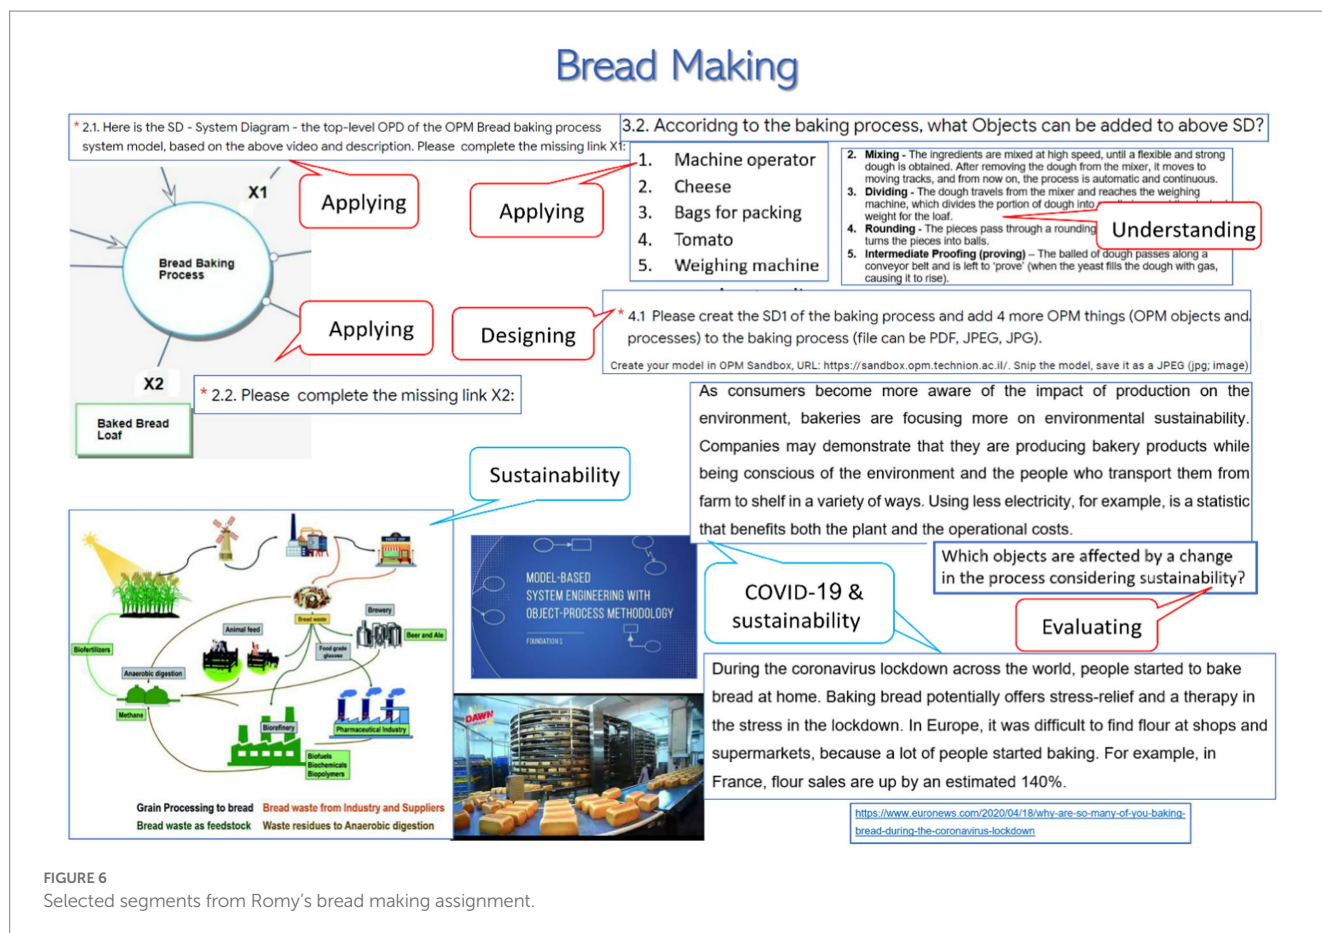 Bread Making
* 2.1. Here is the SD - System Diagram - the top-level OPD of the OPM Bread baking process
system model, based on the above video and description. Please complete the missing link X1:
X1
Applying
Bread Baking
Process
Applying
X2
* 2.2. Please complete the missing link X2:
Baked Bread
Loaf
3.2. Accoridng to the baking process, what Objects can be added to above SD?
1. Machine operator
2. Cheese
3. Bags for packing
4. Tomato
5. Weighing machine
Applying
2. Mixing - The ingredients are mixed at high speed, until a flexible and strong
dough is obtained. After removing the dough from the mixer, it moves to
moving tracks, and from now on, the process is automatic and continuous.
3. Dividing - The dough travels from the mixer and reaches the weighing
machine, which divides the portion of dough into
weight for the loaf.
4. Rounding - The pieces pass through a rounding
turns the pieces into balls.
5. Intermediate Proofing (proving) – The balled of dough passes along a
conveyor belt and is left to 'prove' (when the yeast fills the dough with gas,
causing it to rise).
Understanding
Designing
* 4.1 Please creat the SD1 of the baking process and add 4 more OPM things (OPM objects and
processes) to the baking process (file can be PDF, JPEG, JPG).
Create your model in OPM Sandbox, URL: https://sandbox.opm.technion.ac.il/. Snip the model, save it as a JPEG (jpg; image)
As consumers become more aware of the impact of production on the
environment, bakeries are focusing more on environmental sustainability.
Companies may demonstrate that they are producing bakery products while
being conscious of the environment and the people who transport them from
farm to shelf in a variety of ways. Using less electricity, for example, is a statistic
that benefits both the plant and the operational costs.
Sustainability
Bread waste
Brewery
Beer and Ale
Animal feed
Food grade
glucose
Biofertilizers
Anaerobic digestion
Methane
Biorefinery
Pharmaceutical Industry
Biofuels
Biochemicals
Biopolymers
Grain Processing to bread Bread waste from Industry and Suppliers
Bread waste as feedstock Waste residues to Anaerobic digestion
MODEL-BASED
SYSTEM ENGINEERING WITH
OBJECT-PROCESS METHODOLOGY
FOUNDATION 1
DAWN
COVID-19 &
sustainability
Which objects are affected by a change
in the process considering sustainability?
Evaluating
During the coronavirus lockdown across the world, people started to bake
bread at home. Baking bread potentially offers stress-relief and a therapy in
the stress in the lockdown. In Europe, it was difficult to find flour at shops and
supermarkets, because a lot of people started baking. For example, in
France, flour sales are up by an estimated 140%.
https://www.euronews.com/2020/04/18/why-are-so-many-of-you-baking-
bread-during-the-coronavirus-lockdown
FIGURE 6
Selected segments from Romy's bread making assignment.